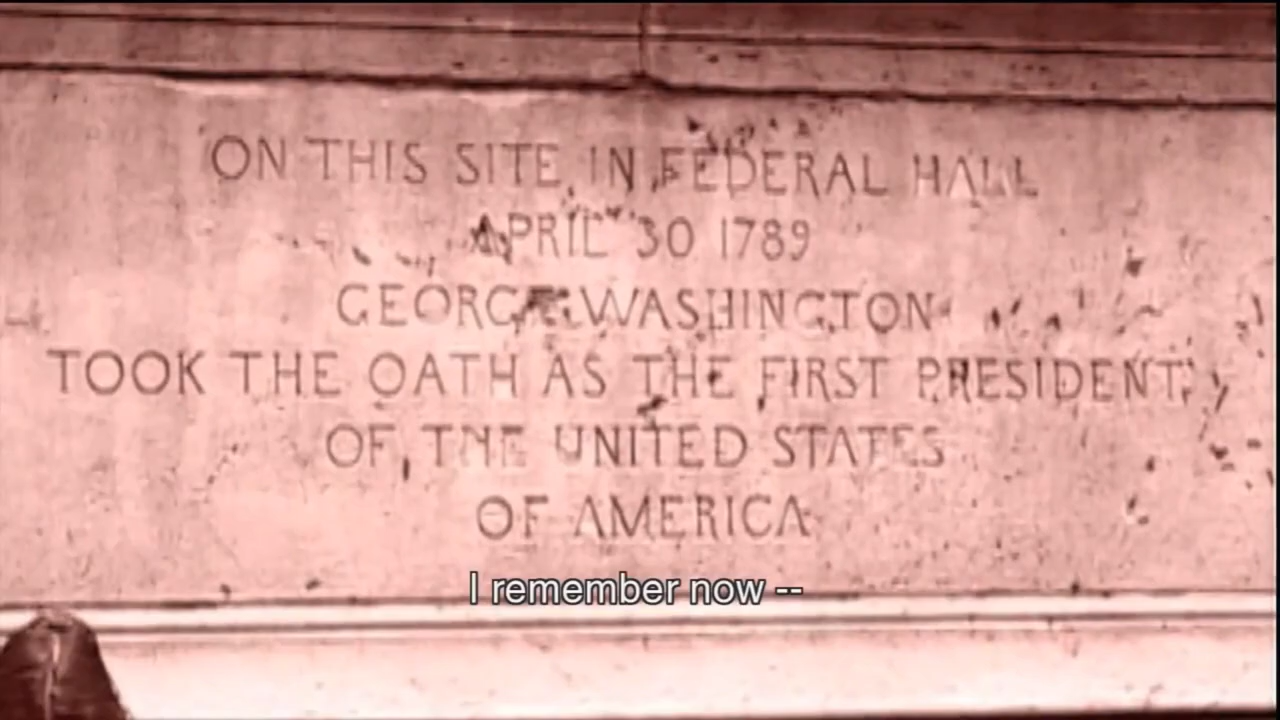 ON THIS SITE IN FEDERAL HALL
APRIL 30 1789
GEORGE WASHINGTON
TOOK THE OATH AS THE FIRST PRESIDENT
OF THE UNITED STATES
OF AMERICA
I remember now --